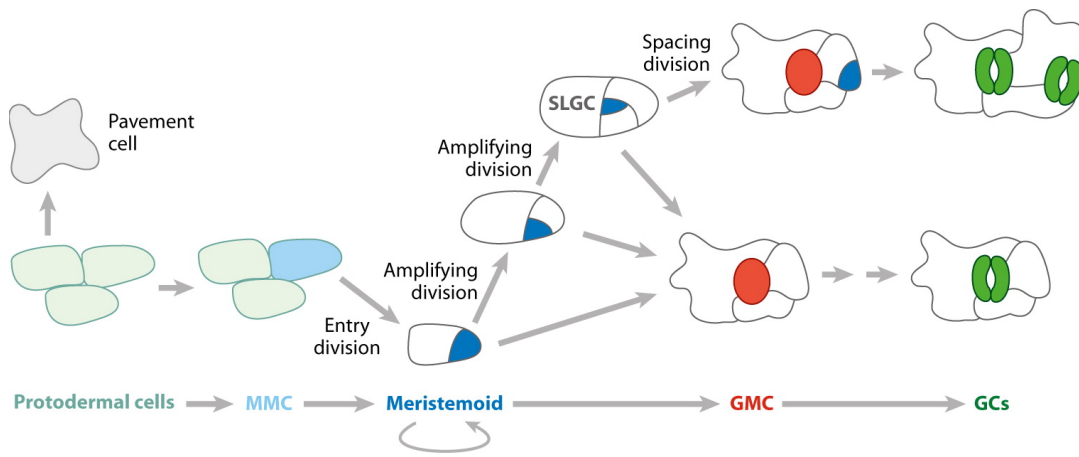 Spacing
division
SLGC
Pavement
cell
Amplifying
division
Amplifying
division
Entry
division
Protodermal cells
MMC
Meristemoid
GMC
GCs